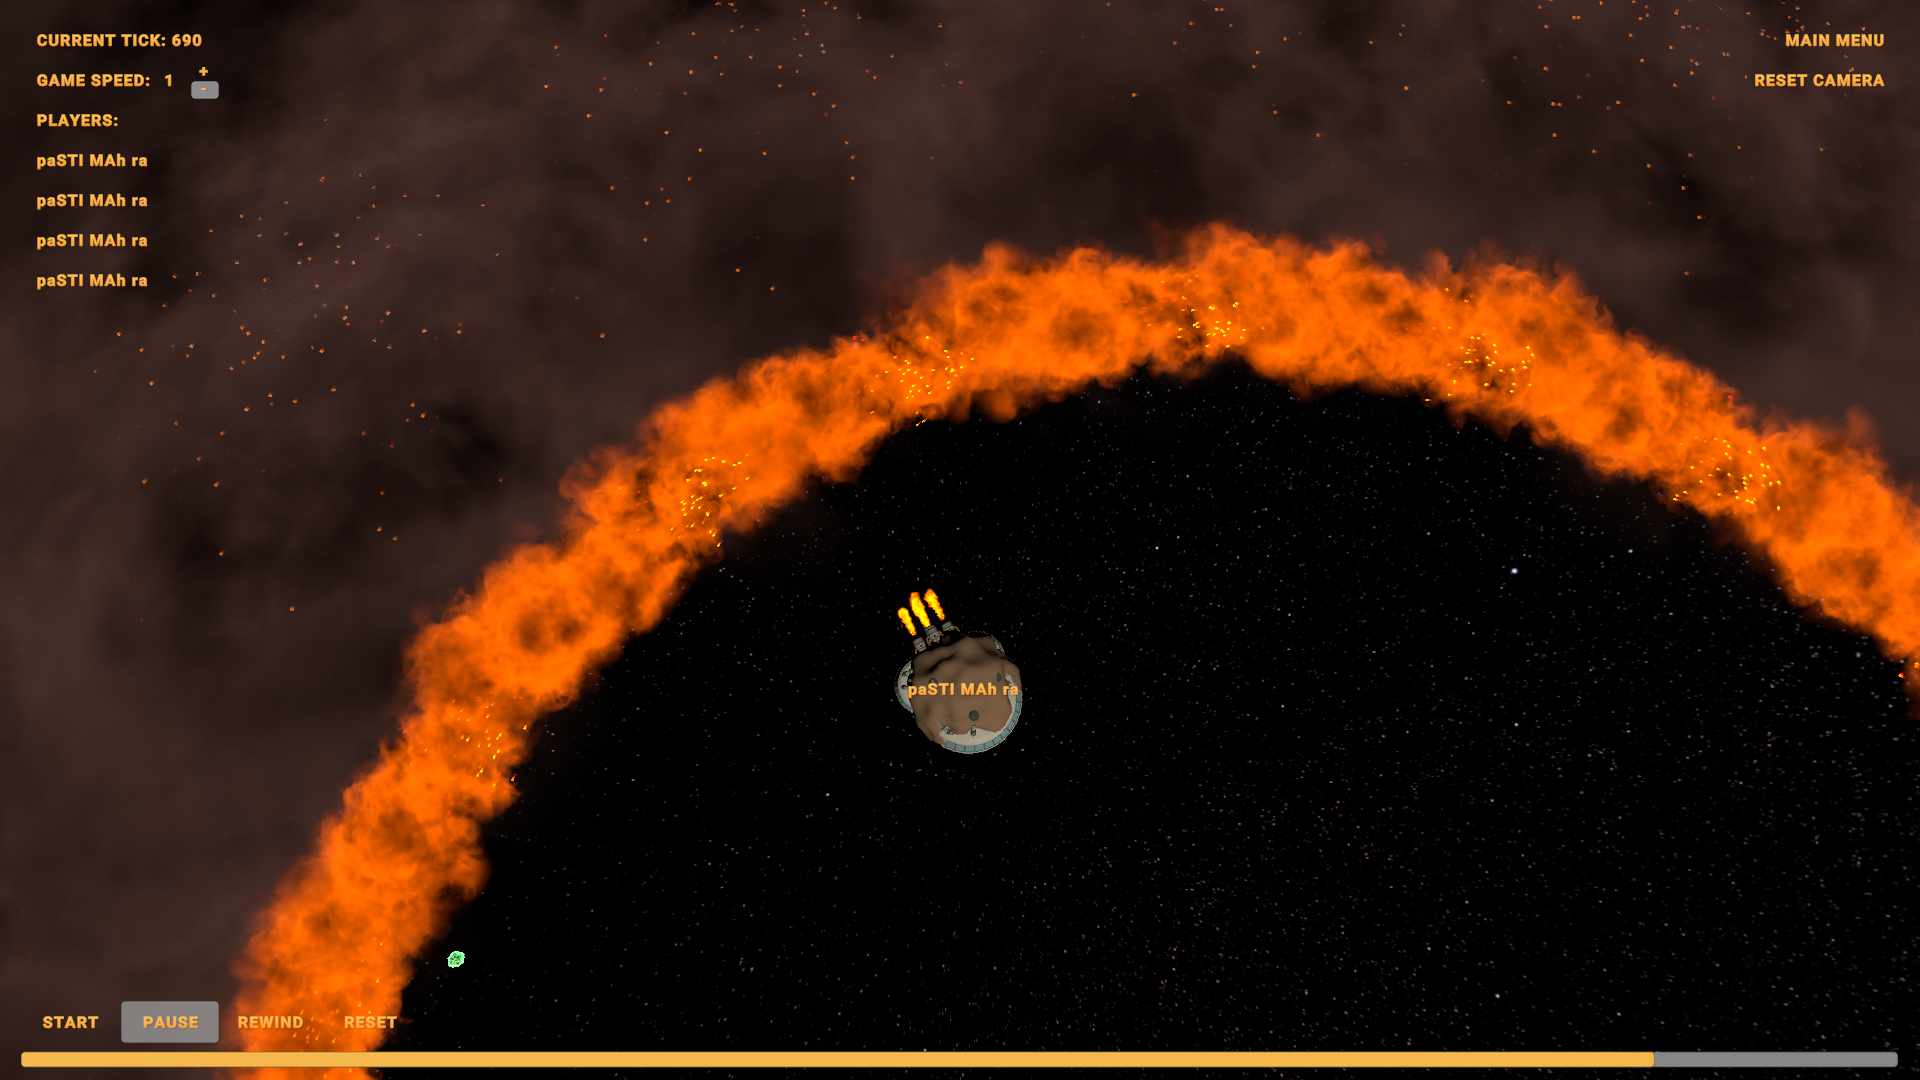 CURRENT TICK: 690
MAIN MENU
GAME SPEED: 1 + -
RESET CAMERA
PLAYERS:
paSTI MAh ra
paSTI MAh ra
paSTI MAh ra
paSTI MAh ra
paSTI MAh ra
START PAUSE REWIND RESET